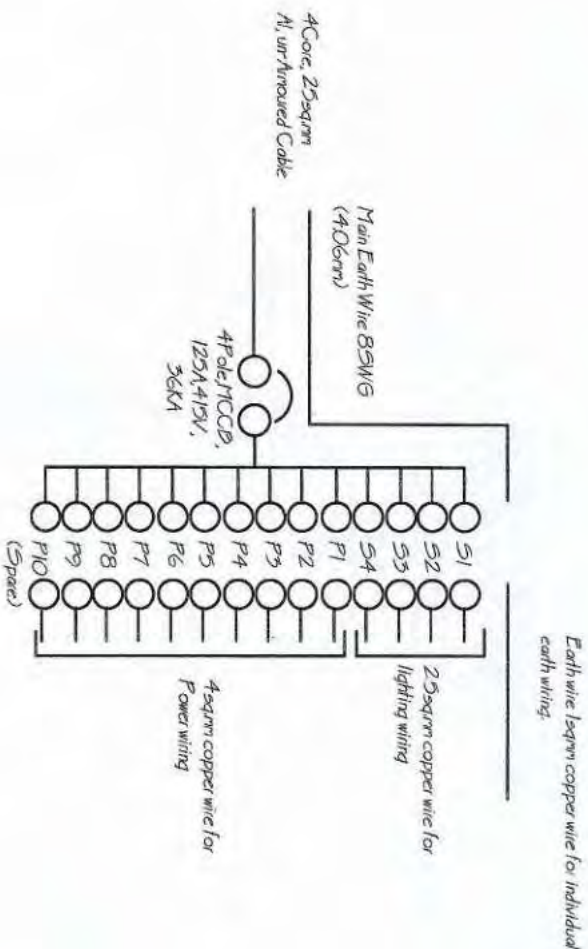 Earth wire 1sqmm copper wire for individual
earth wiring.
Main Earth Wire 8SWG
(4.06mm)
4Core, 25sqmm
Al, un-Armoured Cable
4Pole, MCCB,
125A, 415V,
36KA
S1
S2
S3
S4
P1
P2
P3
P4
P5
P6
P7
P8
P9
P10
(Spare)
2.5sqmm copper wire for
lighting wiring
4sqmm copper wire for
Power wiring